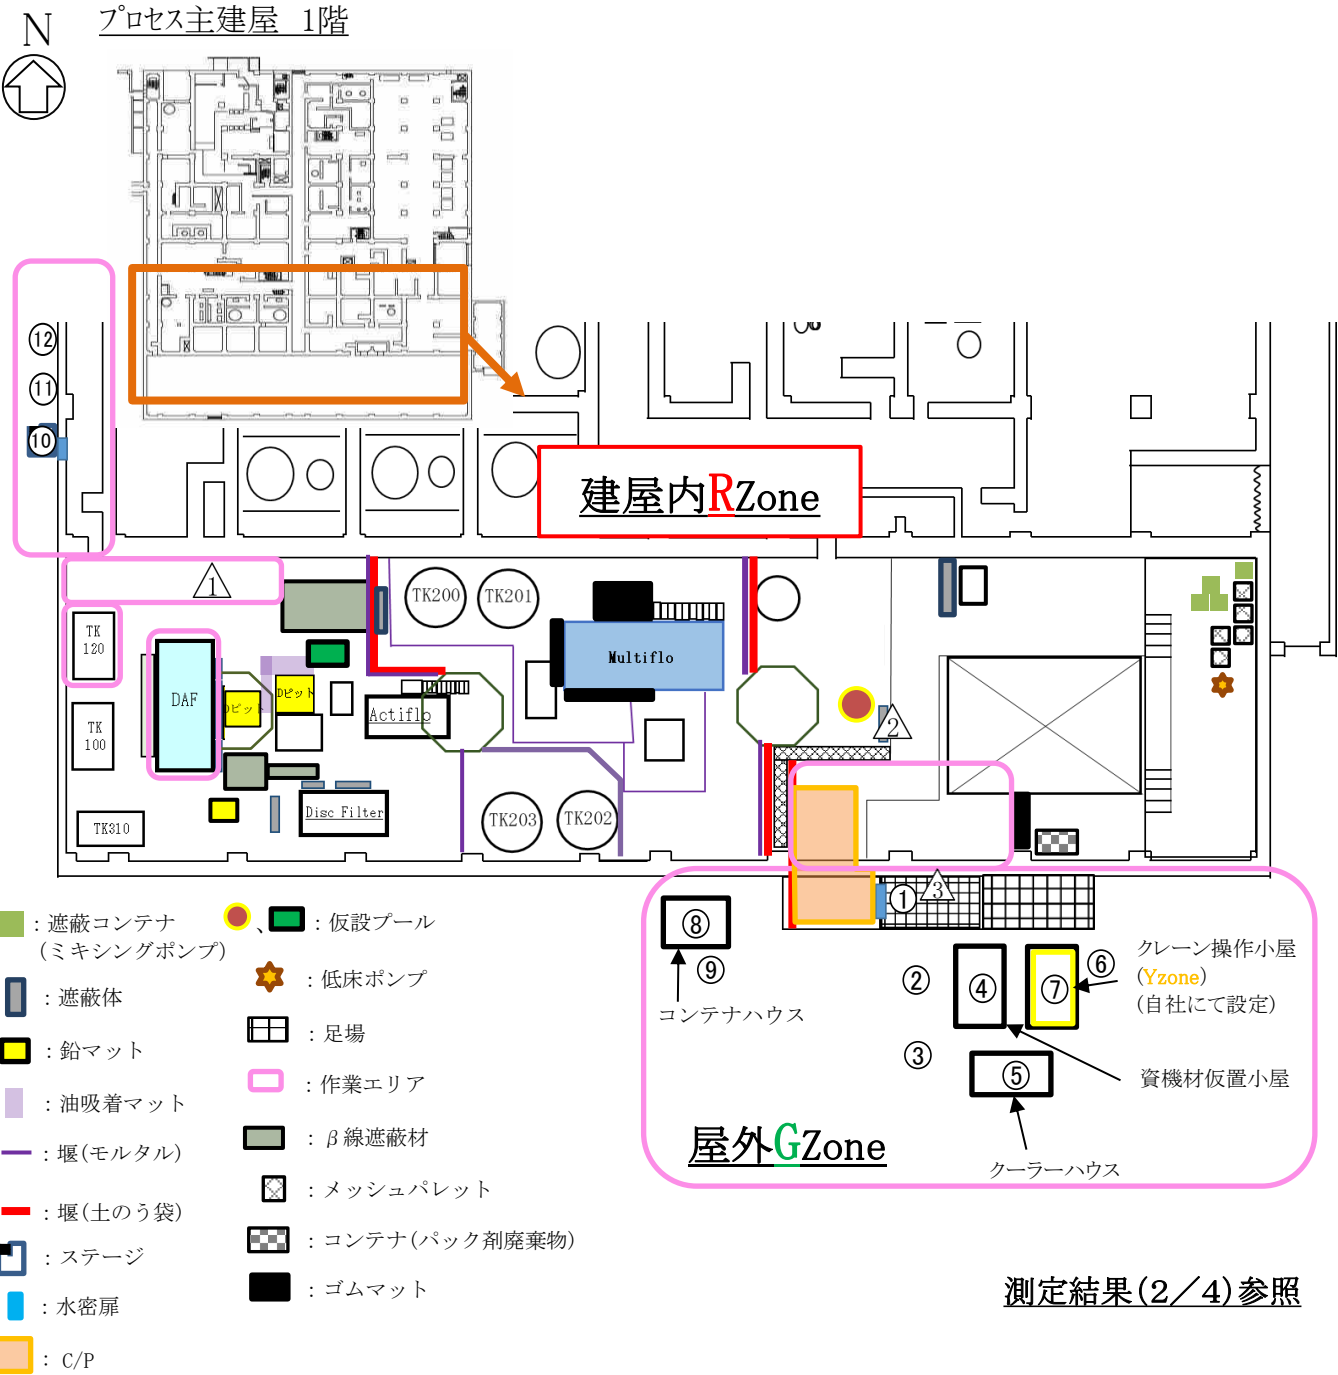 N
プロセス主建屋 1階
⑫
⑪
⑩
建屋内RZone
1
TK
120
TK
100
TK310
DAF
Dピット
Dピット
Disc Filter
Actiflo
TK200
TK201
TK203
TK202
Multiflo
2
3
①
⑧
⑨
コンテナハウス
②
③
④
⑦
⑥
⑤
クレーン操作小屋
(Yzone)
(自社にて設定)
資機材仮置小屋
クーラーハウス
屋外GZone
：遮蔽コンテナ
(ミキシングポンプ)
：遮蔽体
：鉛マット
：油吸着マット
：堰(モルタル)
：堰(土のう袋)
：ステージ
：水密扉
：C/P
、
：仮設プール
：低床ポンプ
：足場
：作業エリア
：β線遮蔽材
：メッシュパレット
：コンテナ(パック剤廃棄物)
：ゴムマット
測定結果(2／4)参照